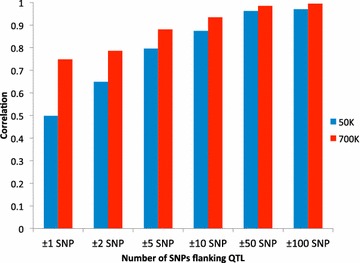 1
0.9
0.8
0.7
0.6
0.5
0.4
0.3
0.2
0.1
0
Correlation
±1 SNP ±2 SNP ±5 SNP ±10 SNP ±50 SNP ±100 SNP
Number of SNPs flanking QTL
50K
700K